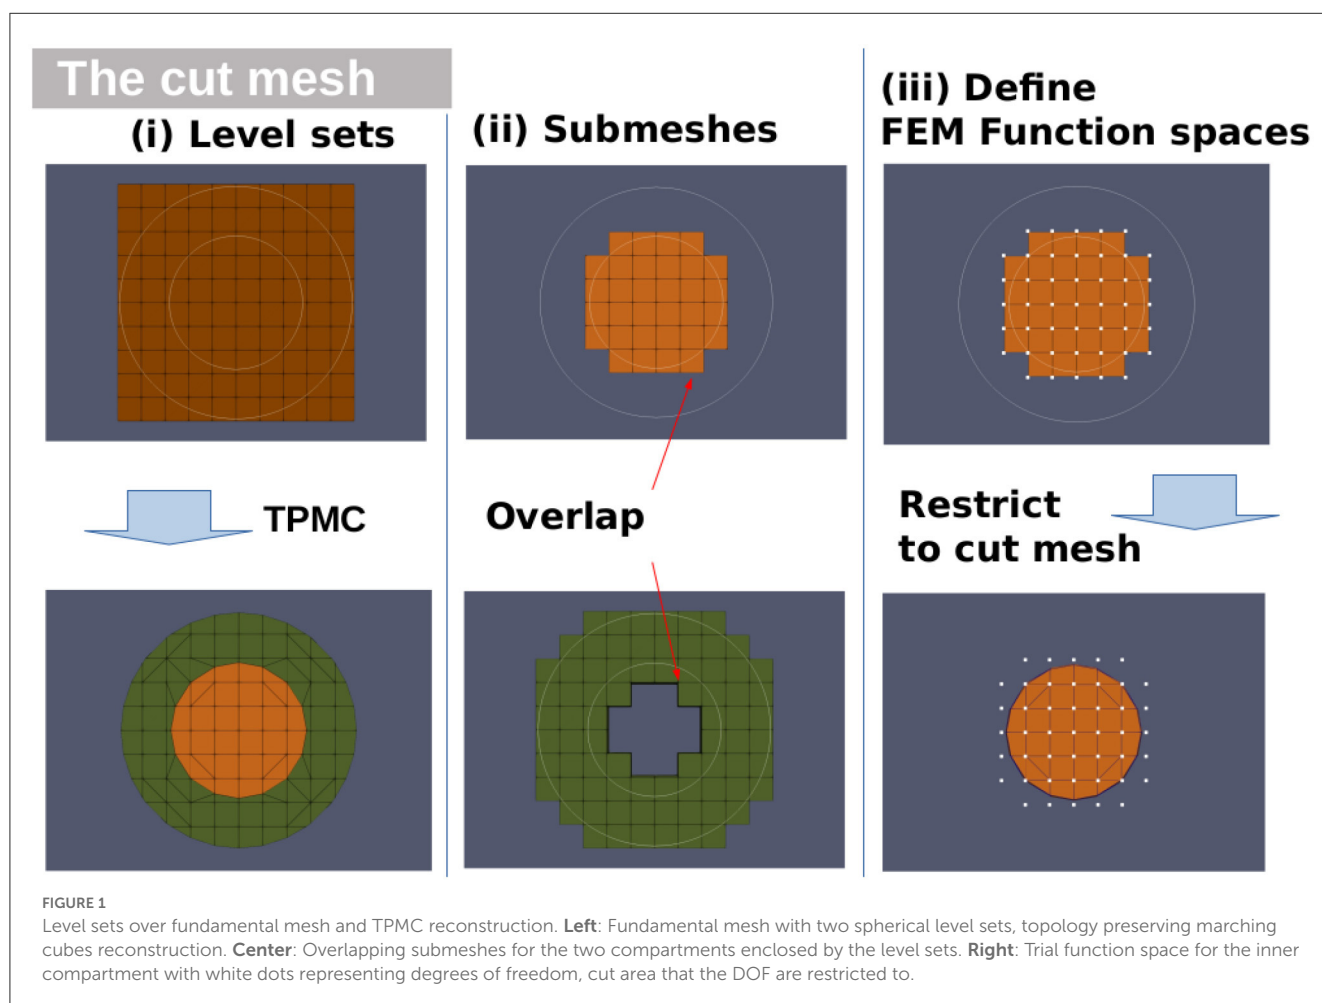 The cut mesh
(i) Level sets
(ii) Submeshes
(iii) Define
FEM Function spaces
TPMC
Overlap
Restrict
to cut mesh
FIGURE 1
Level sets over fundamental mesh and TPMC reconstruction. Left: Fundamental mesh with two spherical level sets, topology preserving marching
cubes reconstruction. Center: Overlapping submeshes for the two compartments enclosed by the level sets. Right: Trial function space for the inner
compartment with white dots representing degrees of freedom, cut area that the DOF are restricted to.